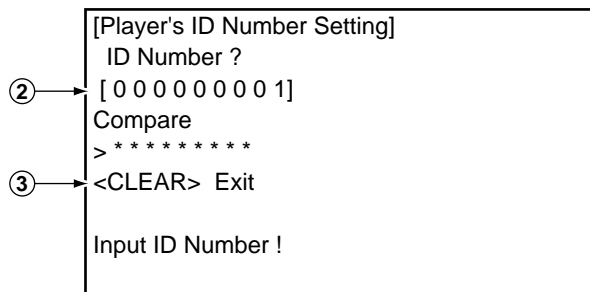 [Player's ID Number Setting]
ID Number ?
② [ 0 0 0 0 0 0 0 0 1]
Compare
> * * * * * * * * *
③ <CLEAR> Exit
Input ID Number !